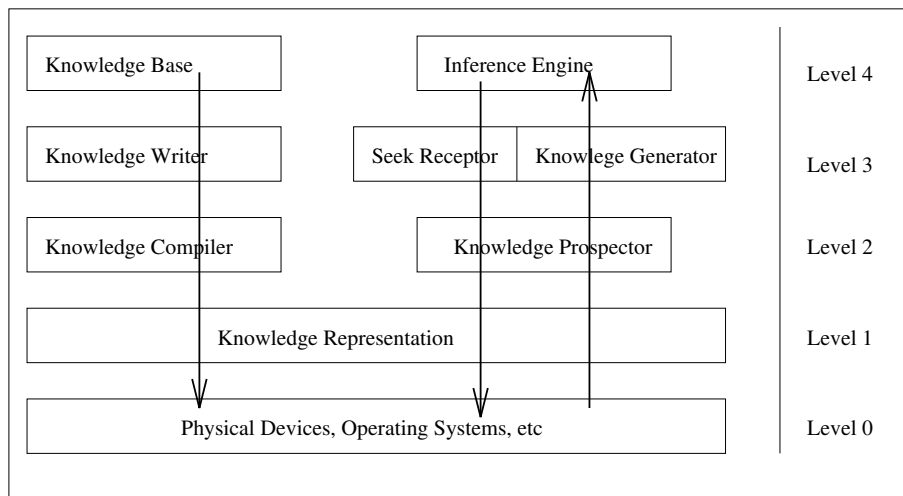 Knowledge Base
Inference Engine
Level 4
Knowledge Writer
Seek Receptor
Knowlege Generator
Level 3
Knowledge Compiler
Knowledge Prospector
Level 2
Knowledge Representation
Level 1
Physical Devices, Operating Systems, etc
Level 0